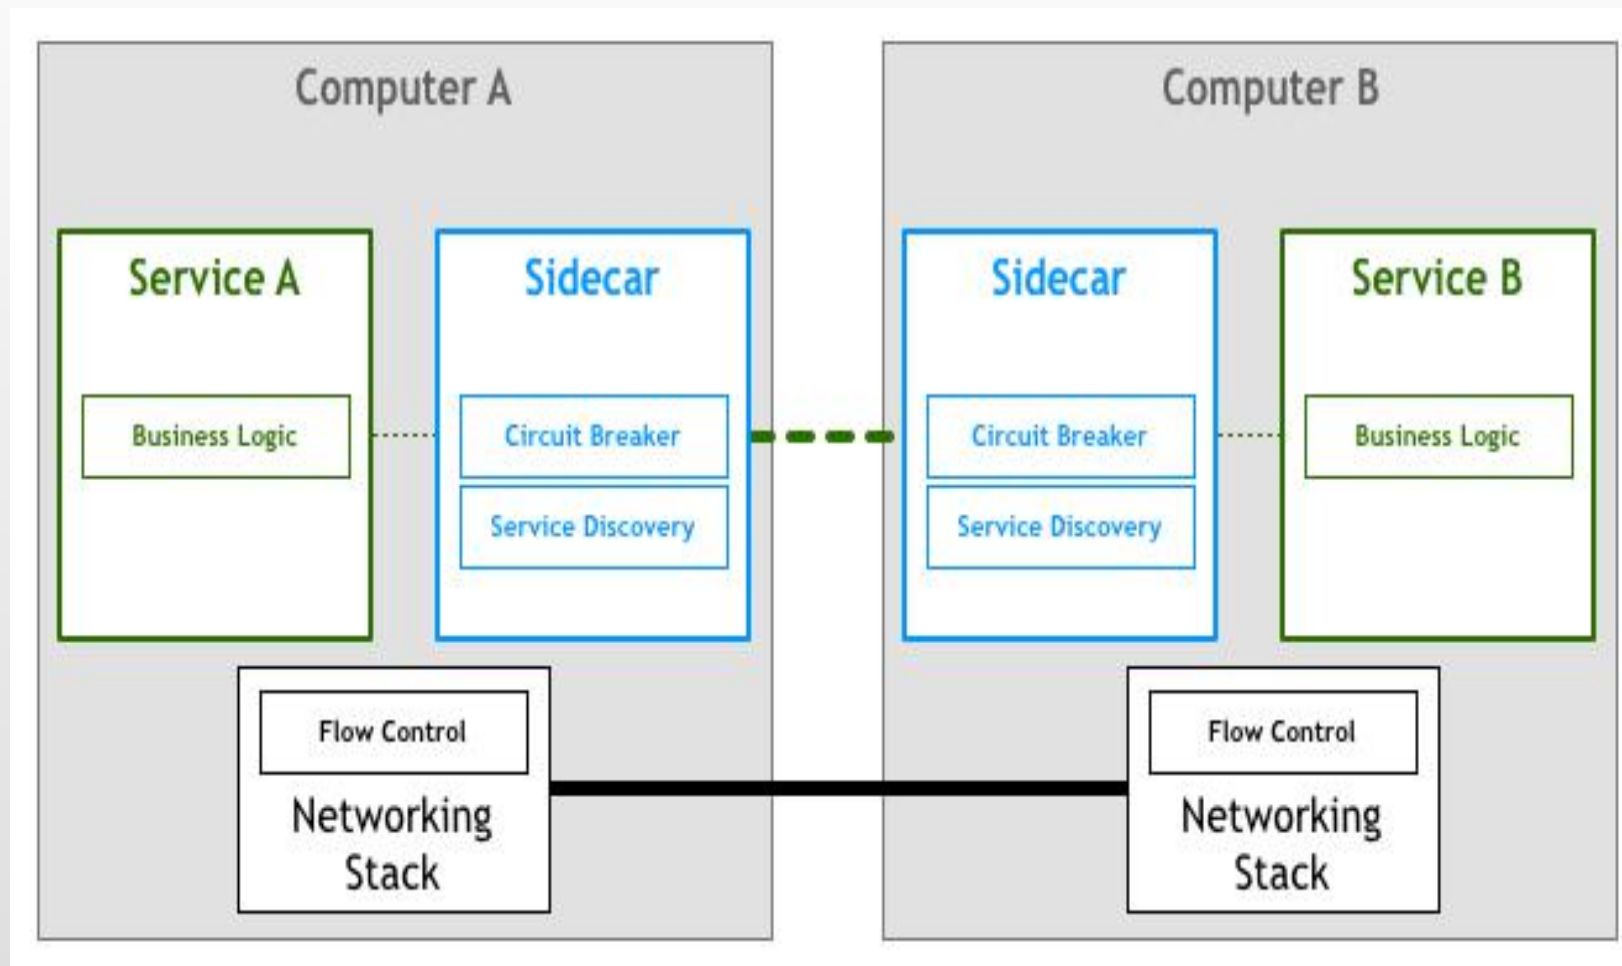 Computer A
Service A
Business Logic
Sidecar
Circuit Breaker
Service Discovery
Flow Control
Networking
Stack
Computer B
Sidecar
Circuit Breaker
Service Discovery
Service B
Business Logic
Flow Control
Networking
Stack